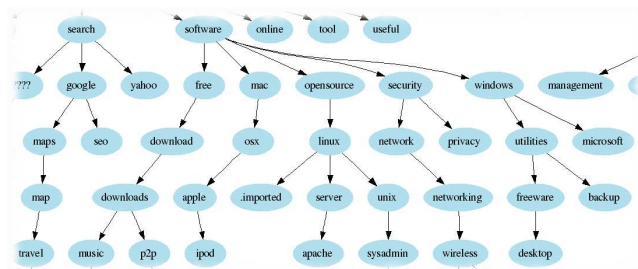 search software online tool useful
???? google yahoo free mac opensource security windows management
maps seo download osx linux network privacy utilities microsoft
map downloads apple .imported server unix networking freeware backup
travel music p2p ipod apache sysadmin wireless desktop